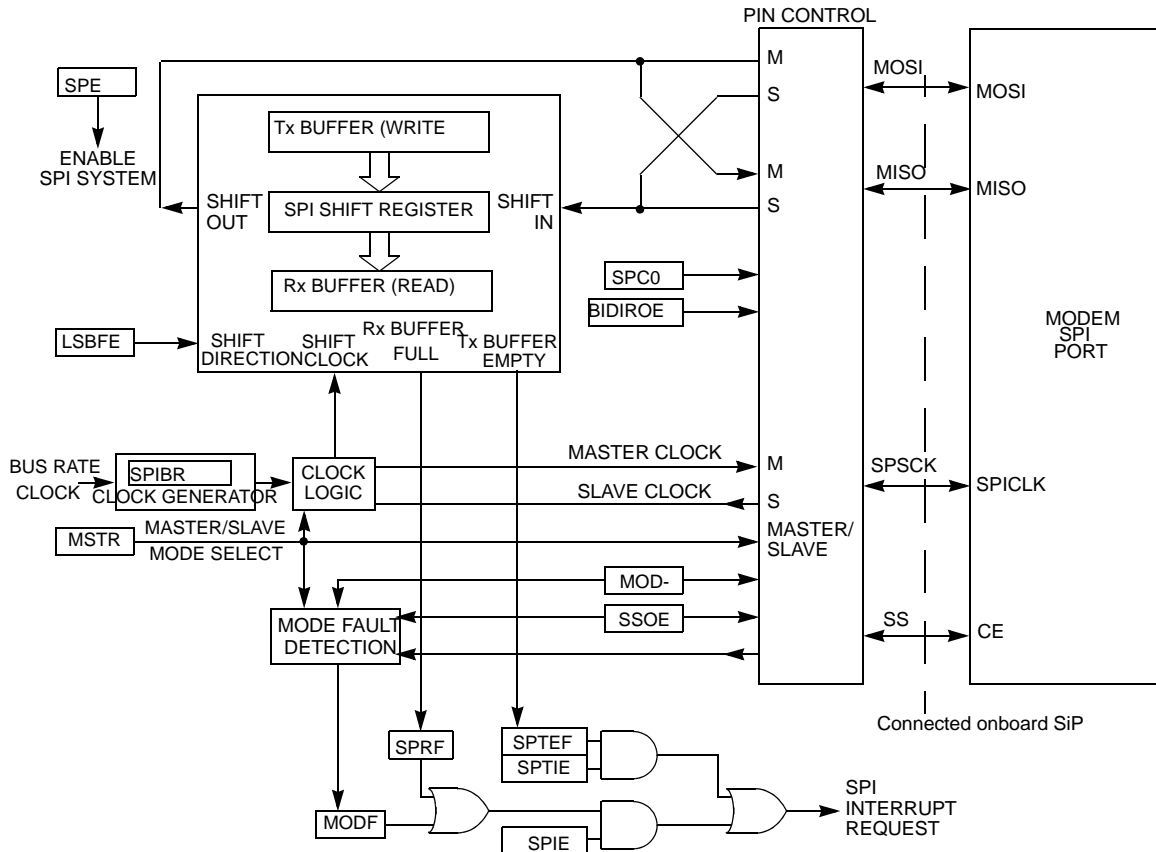 PIN CONTROL
M
MOSI
MOSI
SPE
S
Tx BUFFER (WRITE
ENABLE
SPI SYSTEM
M
MISO
MISO
SHIFT
OUT
SPI SHIFT REGISTER
SHIFT
IN
S
Rx BUFFER (READ)
SPC0
BIDIROE
LSBFE
SHIFT
DIRECTION
SHIFT
CLOCK
Rx BUFFER
FULL
Tx BUFFER
EMPTY
MODEM
SPI
PORT
BUS RATE
CLOCK
SPIBR
CLOCK GENERATOR
CLOCK
LOGIC
MASTER CLOCK
M
SPSCK
SPICLK
SLAVE CLOCK
S
MSTR
MASTER/SLAVE
MODE SELECT
MASTER/
SLAVE
MOD-
SSOE
MODE FAULT
DETECTION
SS
CE
Connected onboard SiP
SPRF
SPTEF
SPTIE
MODF
SPIE
SPI
INTERRUPT
REQUEST